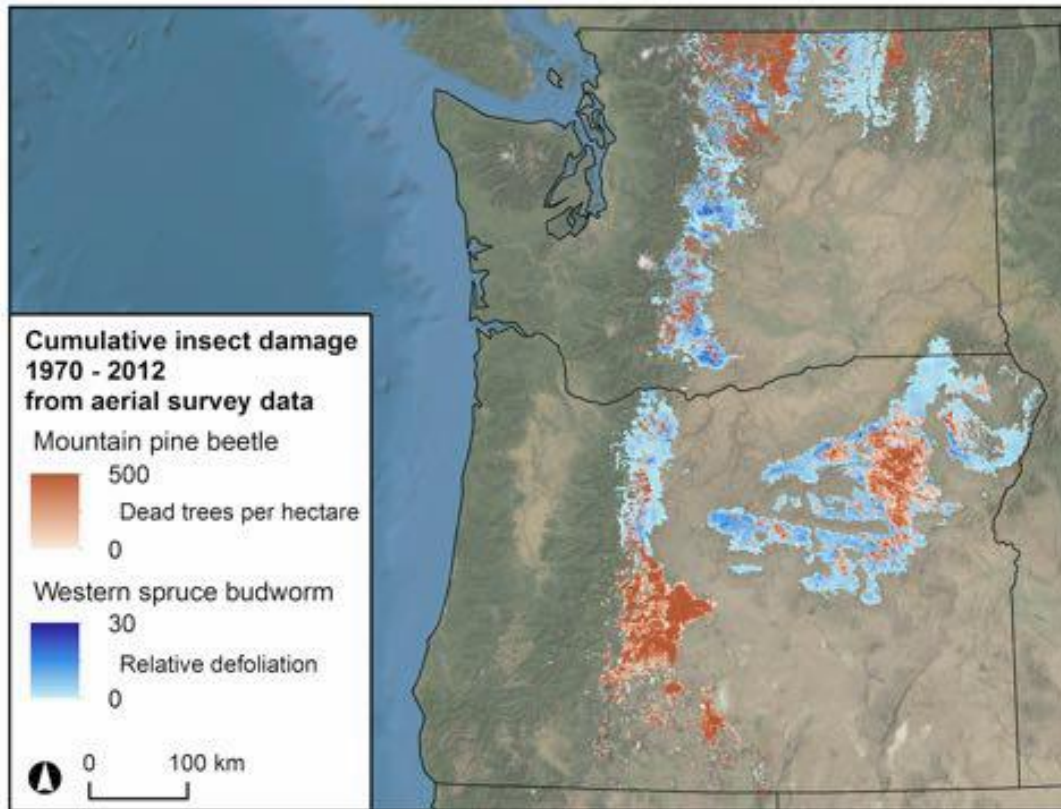 Cumulative insect damage
1970 - 2012
from aerial survey data
Mountain pine beetle
500
Dead trees per hectare
0
Western spruce budworm
30
Relative defoliation
0
0 100 km